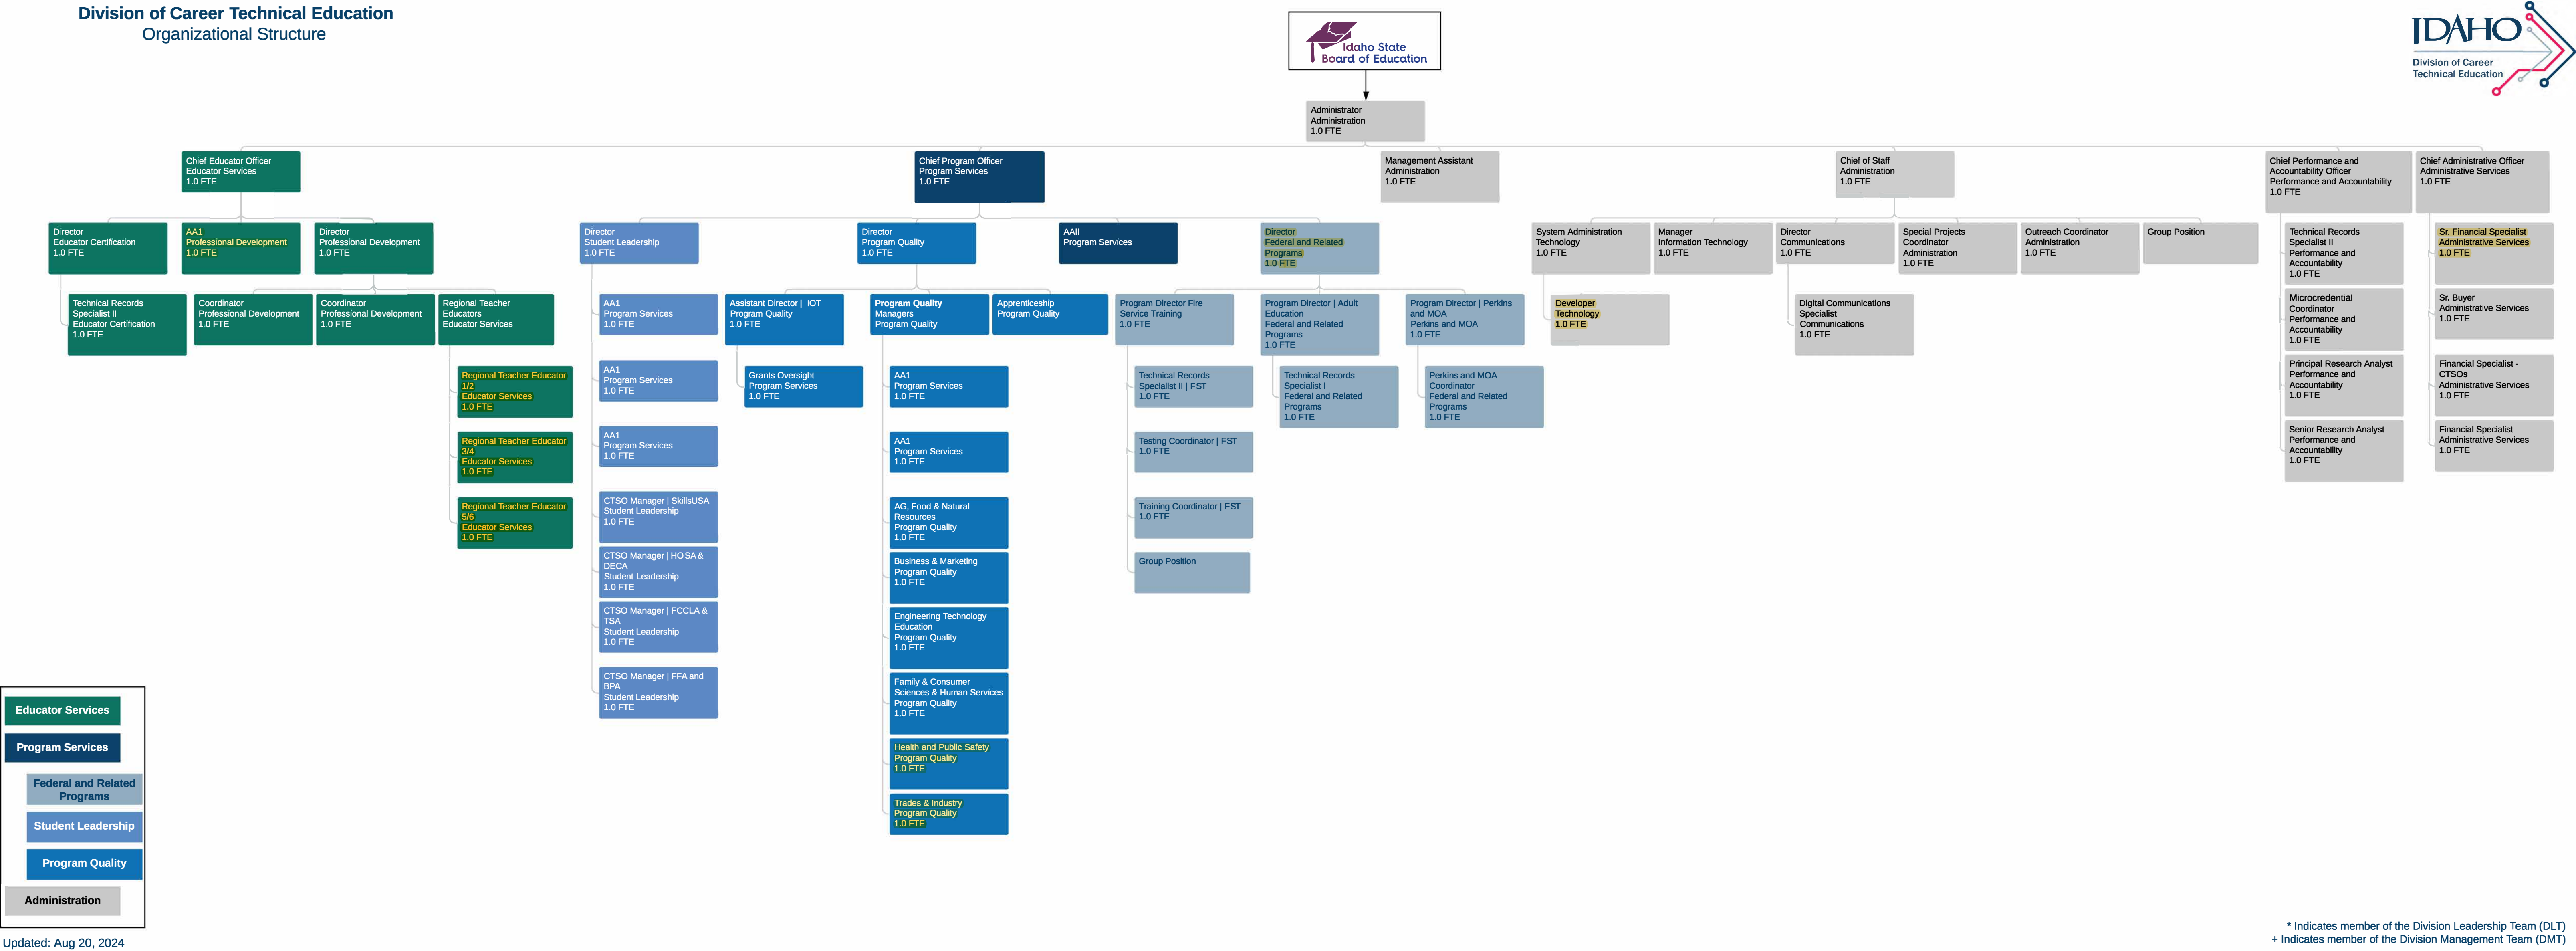 Division of Career Technical Education
Organizational Structure
Idaho State
Board of Education
IDAHO
Division of Career
Technical Education
Administrator
Administration
1.0 FTE
Chief Educator Officer
Educator Services
1.0 FTE
Chief Program Officer
Program Services
1.0 FTE
Management Assistant
Administration
1.0 FTE
Chief of Staff
Administration
1.0 FTE
Chief Performance and
Accountability Officer
Performance and Accountability
1.0 FTE
Chief Administrative Officer
Administrative Services
1.0 FTE
Director
Educator Certification
1.0 FTE
AA1
Professional Development
1.0 FTE
Director
Professional Development
1.0 FTE
Director
Student Leadership
1.0 FTE
Director
Program Quality
1.0 FTE
AAII
Program Services
Director
Federal and Related
Programs
1.0 FTE
System Administration
Technology
1.0 FTE
Manager
Information Technology
1.0 FTE
Director
Communications
1.0 FTE
Special Projects
Coordinator
Administration
1.0 FTE
Outreach Coordinator
Administration
1.0 FTE
Group Position
Technical Records
Specialist II
Performance and
Accountability
1.0 FTE
Sr. Financial Specialist
Administrative Services
1.0 FTE
Technical Records
Specialist II
Educator Certification
1.0 FTE
Coordinator
Professional Development
1.0 FTE
Coordinator
Professional Development
1.0 FTE
Regional Teacher
Educators
Educator Services
AA1
Program Services
1.0 FTE
Assistant Director | IOT
Program Quality
1.0 FTE
Program Quality
Managers
Program Quality
Apprenticeship
Program Quality
Program Director Fire
Service Training
1.0 FTE
Program Director | Adult
Education
Federal and Related
Programs
1.0 FTE
Program Director | Perkins
and MOA
Perkins and MOA
1.0 FTE
Developer
Technology
1.0 FTE
Digital Communications
Specialist
Communications
1.0 FTE
Microcredential
Coordinator
Performance and
Accountability
1.0 FTE
Sr. Buyer
Administrative Services
1.0 FTE
Regional Teacher Educator
1/2
Educator Services
1.0 FTE
AA1
Program Services
1.0 FTE
Grants Oversight
Program Services
1.0 FTE
AA1
Program Services
1.0 FTE
Technical Records
Specialist II | FST
1.0 FTE
Technical Records
Specialist I
Federal and Related
Programs
1.0 FTE
Perkins and MOA
Coordinator
Federal and Related
Programs
1.0 FTE
Principal Research Analyst
Performance and
Accountability
1.0 FTE
Financial Specialist -
CTSOs
Administrative Services
1.0 FTE
Regional Teacher Educator
3/4
Educator Services
1.0 FTE
AA1
Program Services
1.0 FTE
AA1
Program Services
1.0 FTE
Testing Coordinator | FST
1.0 FTE
Senior Research Analyst
Performance and
Accountability
1.0 FTE
Financial Specialist
Administrative Services
1.0 FTE
Regional Teacher Educator
5/6
Educator Services
1.0 FTE
CTSO Manager | SkillsUSA
Student Leadership
1.0 FTE
AG, Food & Natural
Resources
Program Quality
1.0 FTE
Training Coordinator | FST
1.0 FTE
CTSO Manager | HOSA &
DECA
Student Leadership
1.0 FTE
Business & Marketing
Program Quality
1.0 FTE
Group Position
CTSO Manager | FCCLA &
TSA
Student Leadership
1.0 FTE
Engineering Technology
Education
Program Quality
1.0 FTE
CTSO Manager | FFA and
BPA
Student Leadership
1.0 FTE
Family & Consumer
Sciences & Human Services
Program Quality
1.0 FTE
Health and Public Safety
Program Quality
1.0 FTE
Trades & Industry
Program Quality
1.0 FTE
Educator Services
Program Services
Federal and Related
Programs
Student Leadership
Program Quality
Administration
Updated: Aug 20, 2024
* Indicates member of the Division Leadership Team (DLT)
+ Indicates member of the Division Management Team (DMT)